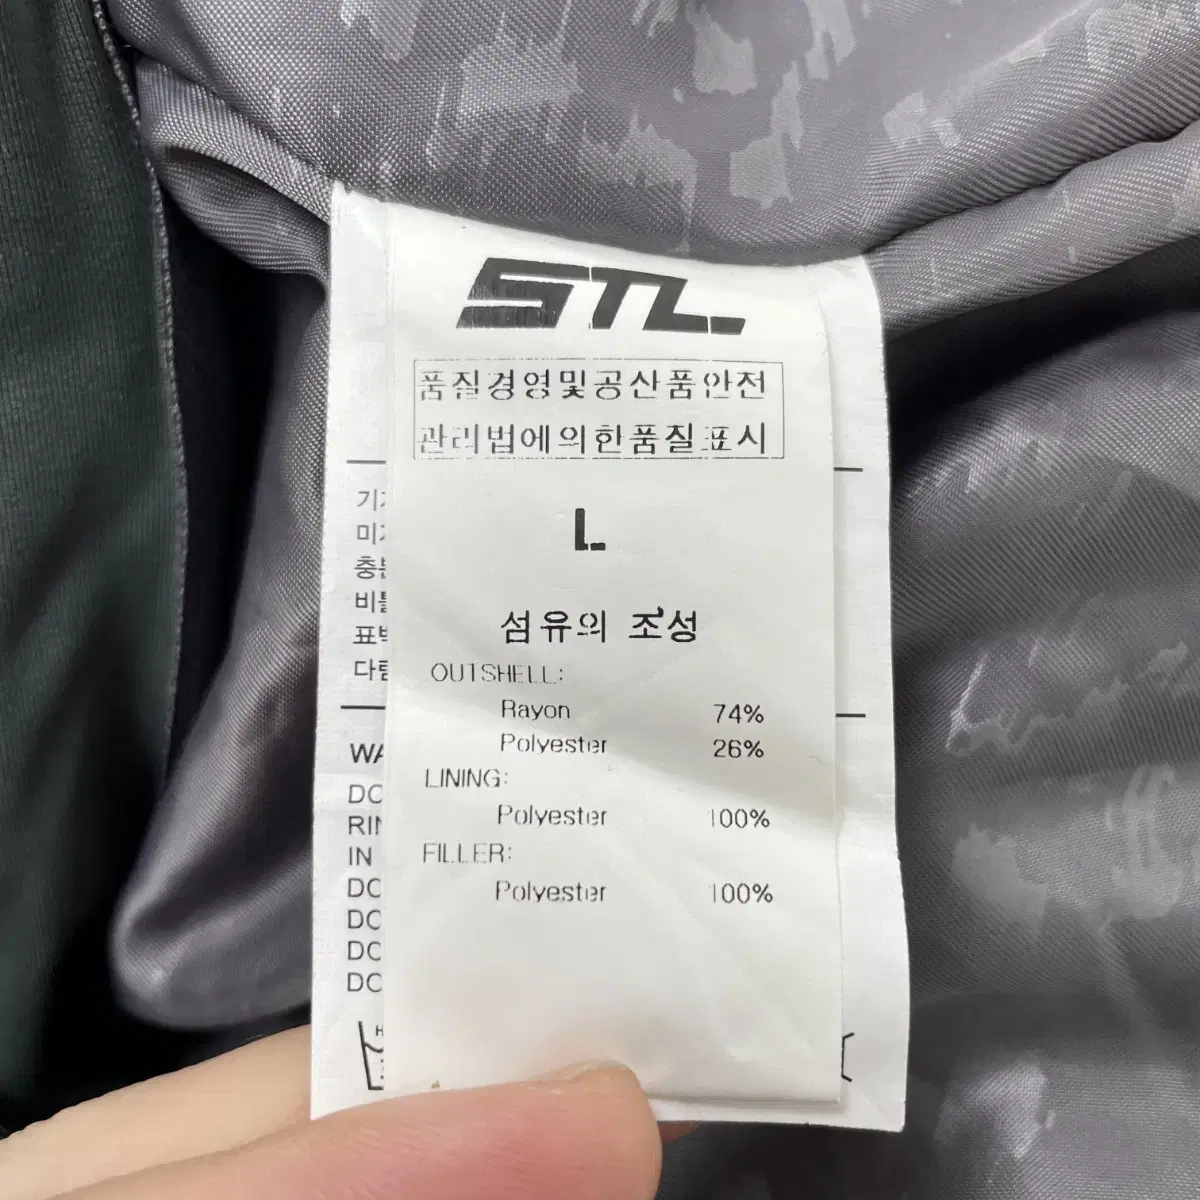 STL
품질경영및공산품안전
관리법에의한품질표시
L
섬유의 조성
OUTSHELL:
Rayon 74%
Polyester 26%
LINING:
Polyester 100%
FILLER:
Polyester 100%
IN